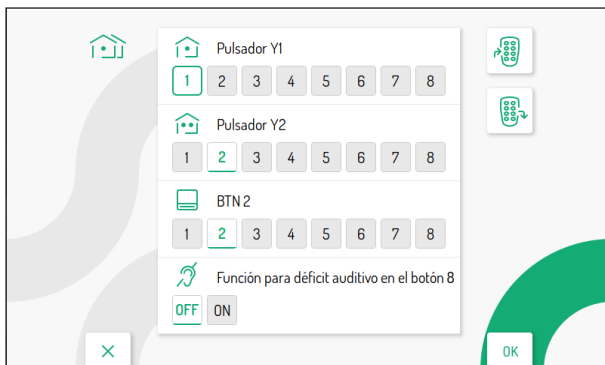 Pulsador Y1
1 2 3 4 5 6 7 8
Pulsador Y2
1 2 3 4 5 6 7 8
BTN 2
1 2 3 4 5 6 7 8
Función para déficit auditivo en el botón 8
OFF ON
OK